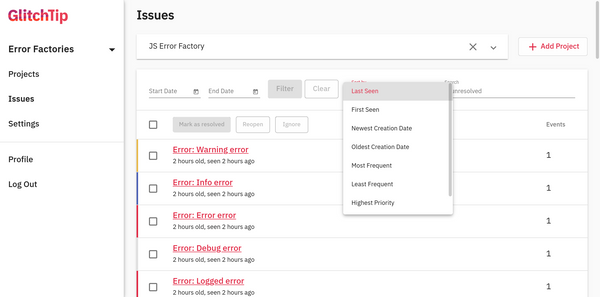 GlitchTip
Error Factories
Projects
Issues
Settings
Profile
Log Out
Issues
JS Error Factory
Add Project
Start Date
End Date
Filter
Clear
Search
unresolved
Last Seen
First Seen
Newest Creation Date
Oldest Creation Date
Most Frequent
Least Frequent
Highest Priority
Mark as resolved
Reopen
Ignore
Events
Error: Warning error
2 hours old, seen 2 hours ago
1
Error: Info error
2 hours old, seen 2 hours ago
1
Error: Error error
2 hours old, seen 2 hours ago
1
Error: Debug error
2 hours old, seen 2 hours ago
1
Error: Logged error
2 hours old, seen 2 hours ago
1